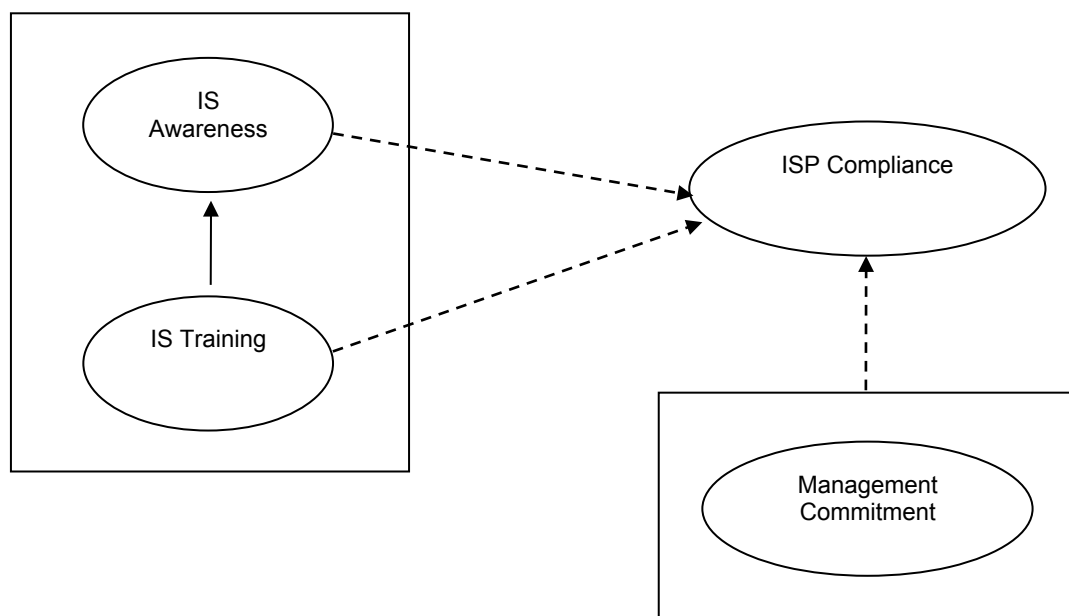 IS
Awareness
ISP Compliance
IS Training
Management
Commitment